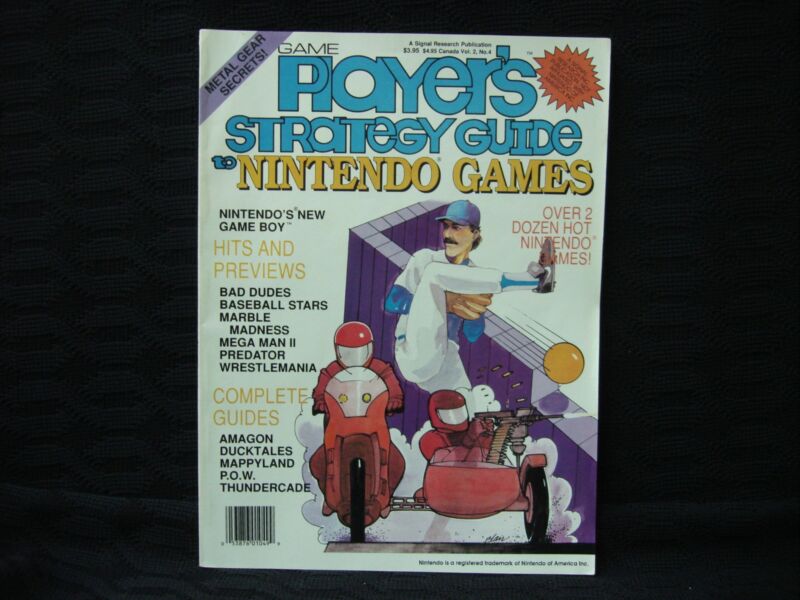 METAL GEAR
SECRETS!
A Signal Research Publication
$3.95 $4.95 Canada Vol. 2, No.4
GAME
Player's™
STRATEGY GUIDE
to NINTENDO® GAMES
NINTENDO'S® NEW
GAME BOY™
HITS AND
PREVIEWS
BAD DUDES
BASEBALL STARS
MARBLE
MADNESS
MEGA MAN II
PREDATOR
WRESTLEMANIA
COMPLETE
GUIDES
AMAGON
DUCKTALES
MAPPYLAND
P.O.W.
THUNDERCADE
OVER 2
DOZEN HOT
NINTENDO®
GAMES!
Nintendo is a registered trademark of Nintendo of America Inc.